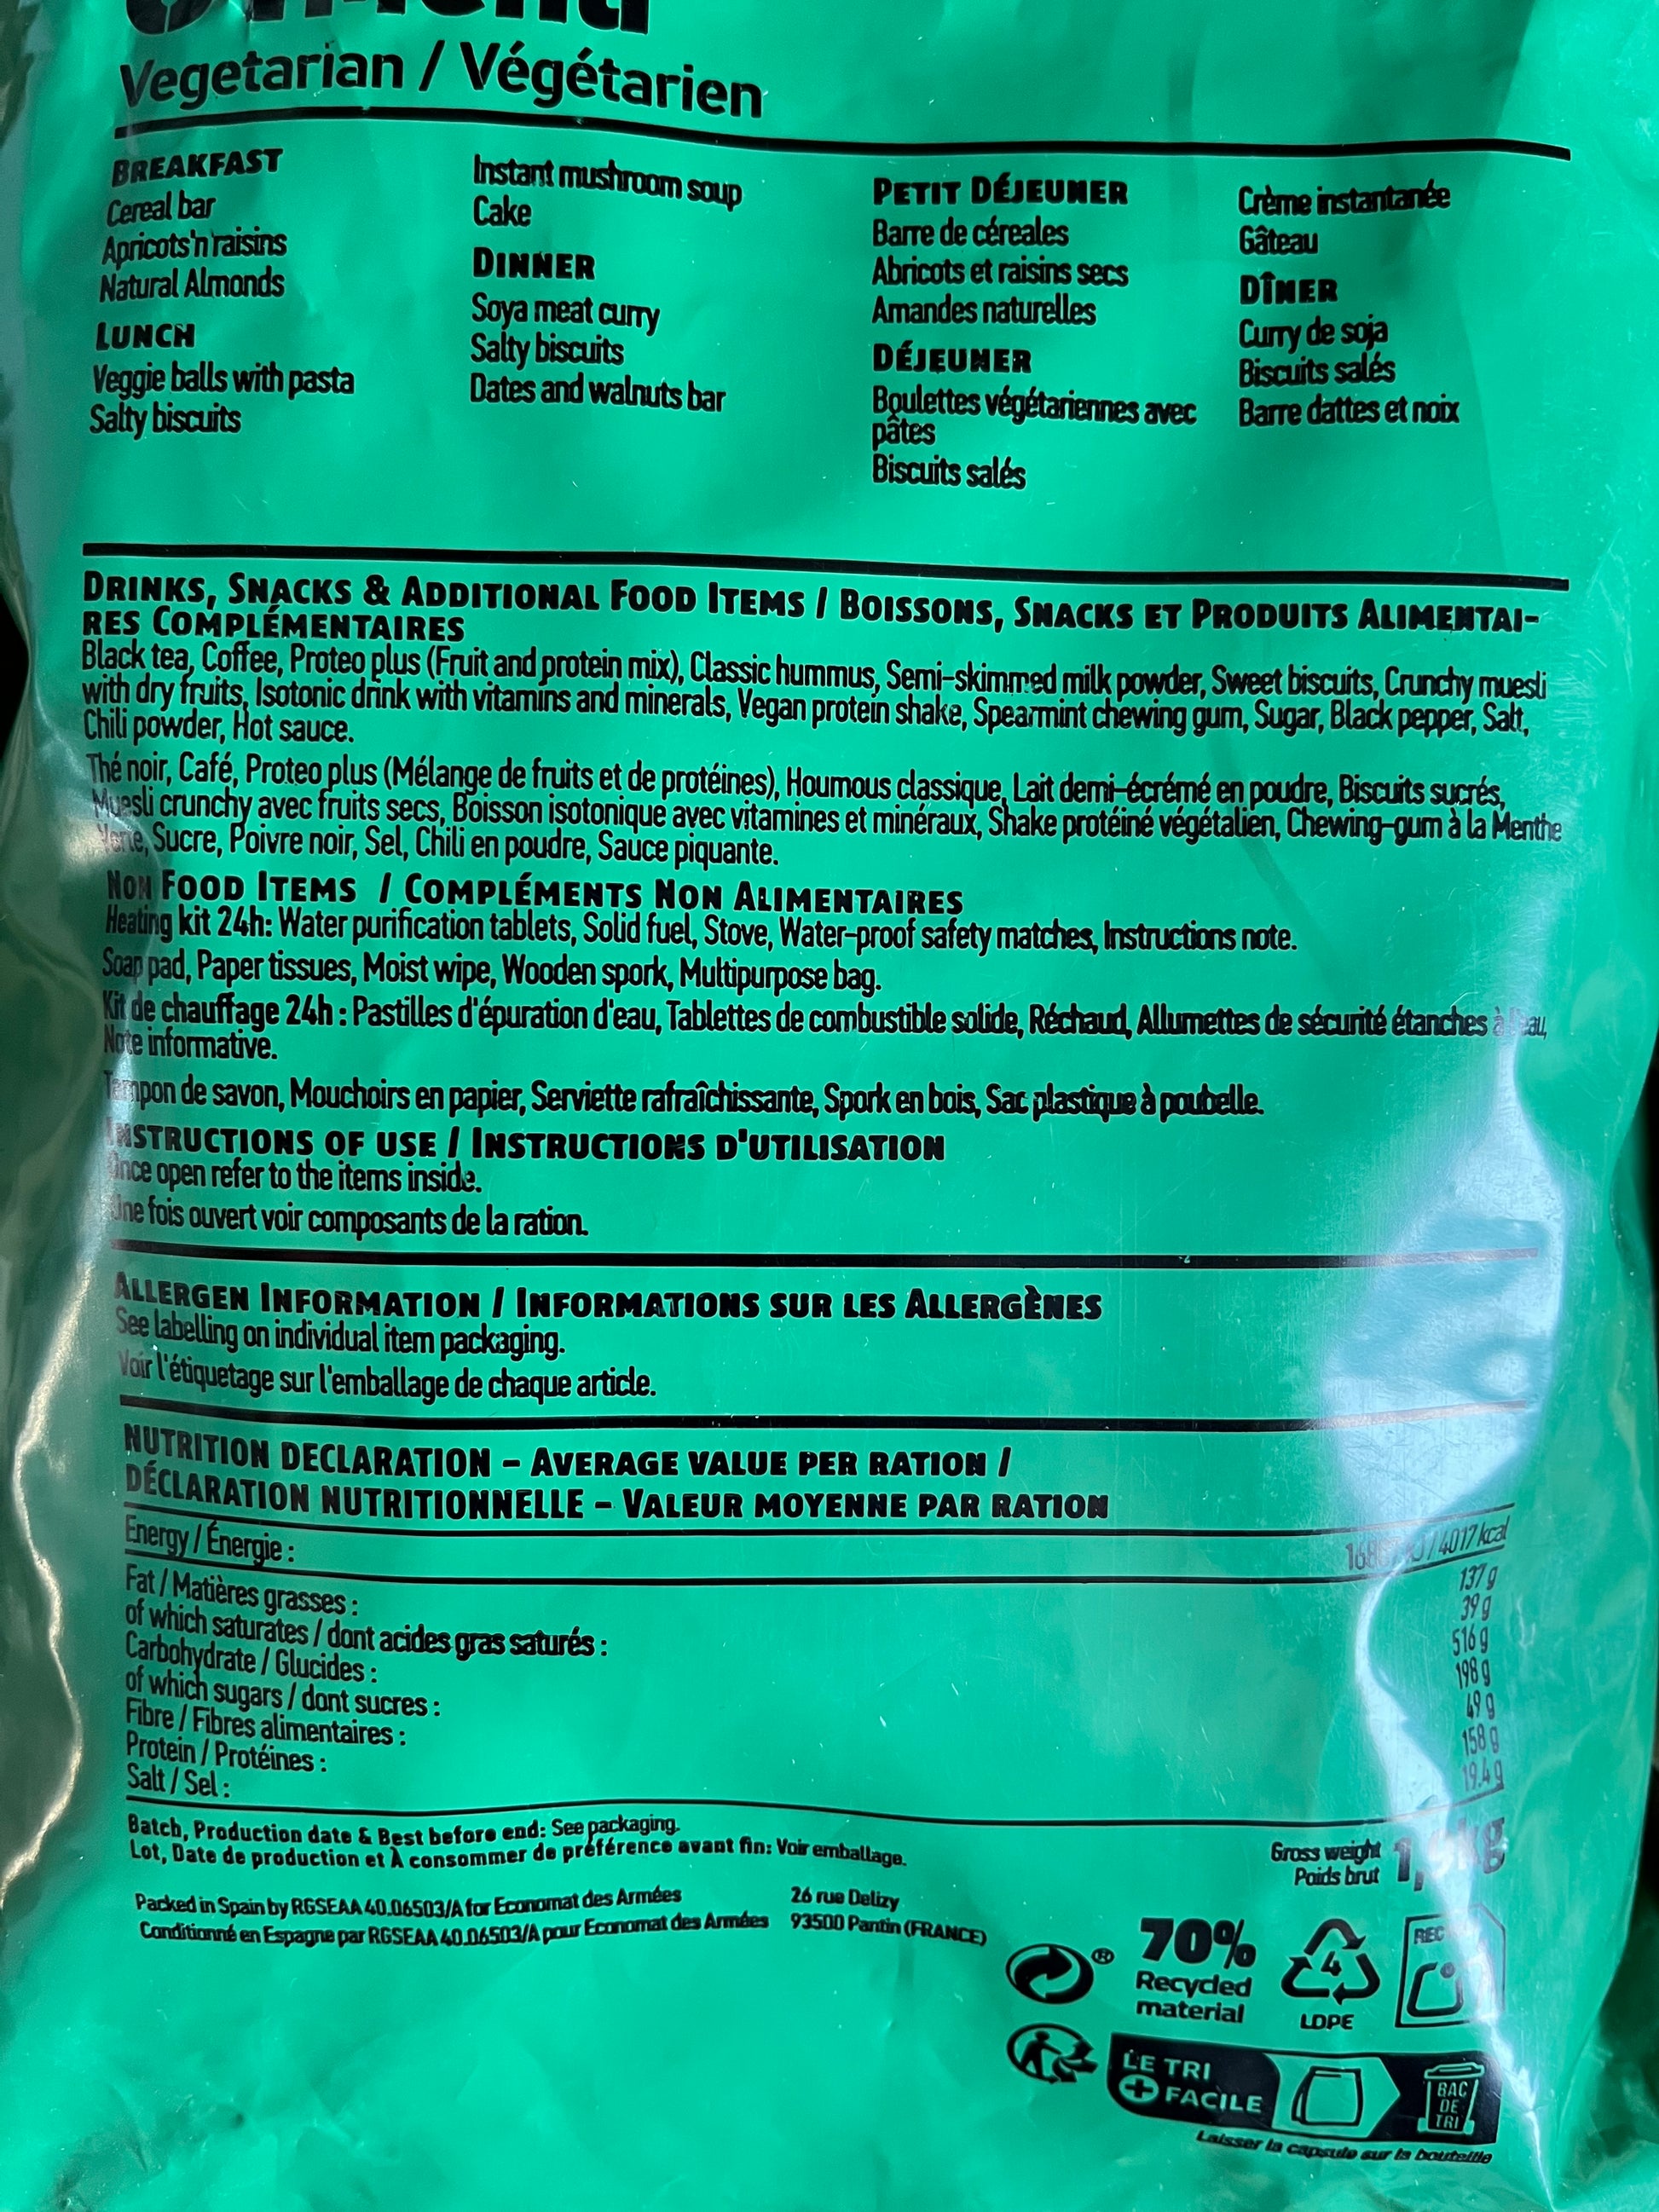 Vegetarian / Végétarien
BREAKFAST
Cereal bar
Apricots'n'raisins
Natural Almonds
LUNCH
Veggie balls with pasta
Salty biscuits
Instant mushroom soup
Cake
DINNER
Soya meat curry
Salty biscuits
Dates and walnuts bar
PETIT DÉJEUNER
Barre de céreales
Abricots et raisins secs
Amandes naturelles
DÉJEUNER
Boulettes végétariennes avec
pâtes
Biscuits salés
Crème instantanée
Gâteau
DÎNER
Curry de soja
Biscuits salés
Barre dattes et noix
DRINKS, SNACKS & ADDITIONAL FOOD ITEMS / BOISSONS, SNACKS ET PRODUITS ALIMENTAI-
RES COMPLÉMENTAIRES
Black tea, Coffee, Proteo plus (Fruit and protein mix), Classic hummus, Semi-skimmed milk powder, Sweet biscuits, Crunchy muesli
with dry fruits, Isotonic drink with vitamins and minerals, Vegan protein shake, Spearmint chewing gum, Sugar, Black pepper, Salt,
Chili powder, Hot sauce.
Thé noir, Café, Proteo plus (Mélange de fruits et de protéines), Houmous classique, Lait demi-écrémé en poudre, Biscuits sucrés,
Muesli crunchy avec fruits secs, Boisson isotonique avec vitamines et minéraux, Shake protéiné végétalien, Chewing-gum à la Menthe
Verte, Sucre, Poivre noir, Sel, Chili en poudre, Sauce piquante.
NON FOOD ITEMS / COMPLÉMENTS NON ALIMENTAIRES
Heating kit 24h: Water purification tablets, Solid fuel, Stove, Water-proof safety matches, Instructions note.
Soap pad, Paper tissues, Moist wipe, Wooden spork, Multipurpose bag.
Kit de chauffage 24h : Pastilles d'épuration d'eau, Tablettes de combustible solide, Réchaud, Allumettes de sécurité étanches à l'eau,
Note informative.
Tampon de savon, Mouchoirs en papier, Serviette rafraîchissante, Spork en bois, Sac plastique à poubelle.
INSTRUCTIONS OF USE / INSTRUCTIONS D'UTILISATION
Once open refer to the items inside.
Une fois ouvert voir composants de la ration.
ALLERGEN INFORMATION / INFORMATIONS SUR LES ALLERGÈNES
See labelling on individual item packaging.
Voir l'étiquetage sur l'emballage de chaque article.
NUTRITION DECLARATION – AVERAGE VALUE PER RATION /
DÉCLARATION NUTRITIONNELLE – VALEUR MOYENNE PAR RATION
Energy / Énergie : / 4017 kcal
Fat / Matières grasses : 137 g
of which saturates / dont acides gras saturés : 39 g
Carbohydrate / Glucides : 516 g
of which sugars / dont sucres : 198 g
Fibre / Fibres alimentaires : 49 g
Protein / Protéines : 158 g
Salt / Sel : 19.4 g
Batch, Production date & Best before end: See packaging.
Lot, Date de production et À consommer de préférence avant fin: Voir emballage.
Gross weight
Poids brut
Packed in Spain by RGSEAA 40.06503/A for Economat des Armées
Conditionné en Espagne par RGSEAA 40.06503/A pour Economat des Armées
26 rue Delizy
93500 Pantin (FRANCE)
®
70%
Recycled
material
4
LDPE
REC
LE TRI
+ FACILE
BAC
DE
TRI
Laisser la capsule sur la bouteille